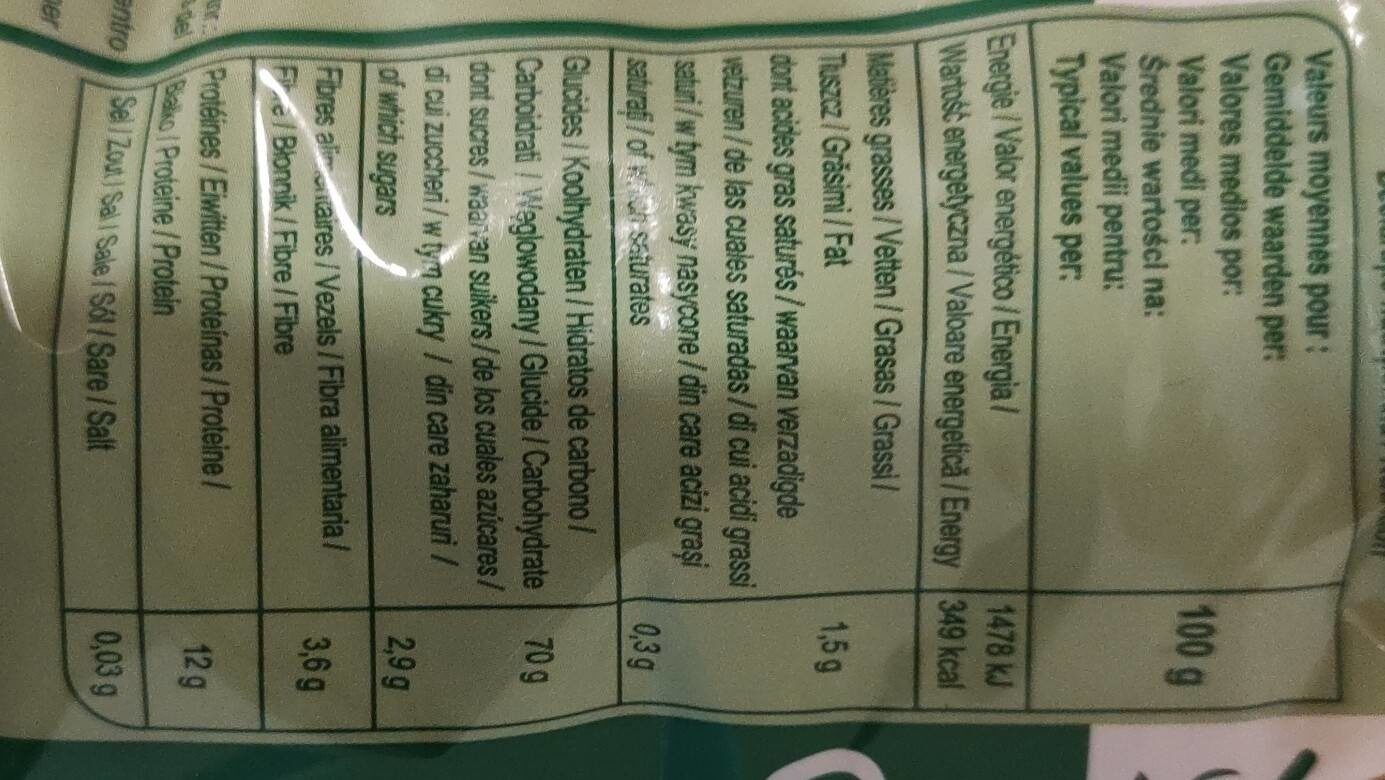 Valeurs moyennes pour :
Gemiddelde waarden per:
Valores medios por:
Valori medi per:
Średnie wartości na:
Valori medii pentru:
Typical values per:
100 g
Energie / Valor energético / Energia /
Wartość energetyczna / Valoare energetică / Energy
1478 kJ
349 kcal
Matières grasses / Vetten / Grasas / Grassi /
Tłuszcz / Grăsimi / Fat
1,5 g
dont acides gras saturés / waarvan verzadigde
vetzuren / de las cuales saturadas / di cui acidi grassi
saturi / w tym kwasy nasycone / din care acizi grași
saturați / of which saturates
0,3 g
Glucides / Koolhydraten / Hidratos de carbono /
Carboidrati / Węglowodany / Glucide / Carbohydrate
70 g
dont sucres / waarvan suikers / de los cuales azúcares /
di cui zuccheri / w tym cukry / din care zaharuri /
of which sugars
2,9 g
Fibres alimentaires / Vezels / Fibra alimentaria /
Fibre / Błonnik / Fibre / Fibre
3,6 g
Protéines / Eiwitten / Proteínas / Proteine /
Białko / Proteine / Protein
12 g
Sel / Zout / Sal / Sale / Sól / Sare / Salt
0,03 g